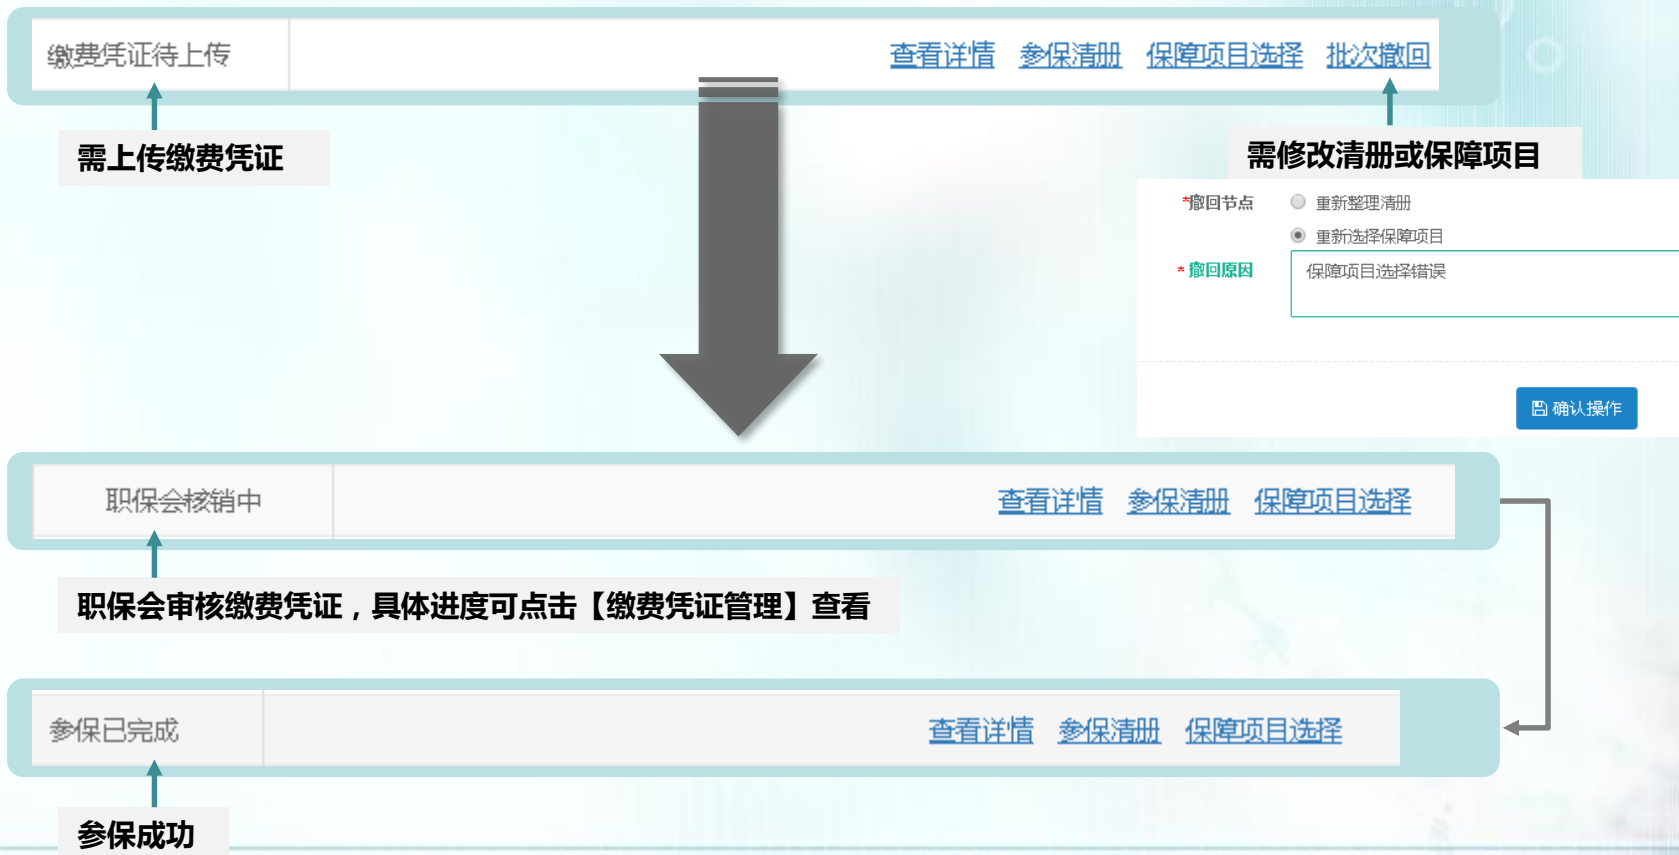 缴费凭证待上传 查看详情 参保清册 保障项目选择 批次撤回
需上传缴费凭证
需修改清册或保障项目
*撤回节点 重新整理清册
重新选择保障项目
*撤回原因 保障项目选择错误
确认操作
职保会核销中 查看详情 参保清册 保障项目选择
职保会审核缴费凭证，具体进度可点击【缴费凭证管理】查看
参保已完成 查看详情 参保清册 保障项目选择
参保成功